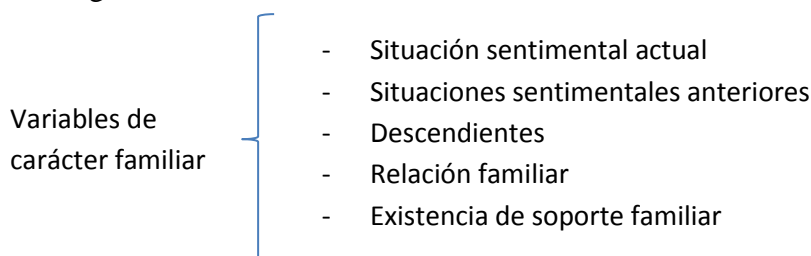 - Situación sentimental actual
- Situaciones sentimentales anteriores
Variables de
- Descendientes
carácter familiar
- Relación familiar
- Existencia de soporte familiar